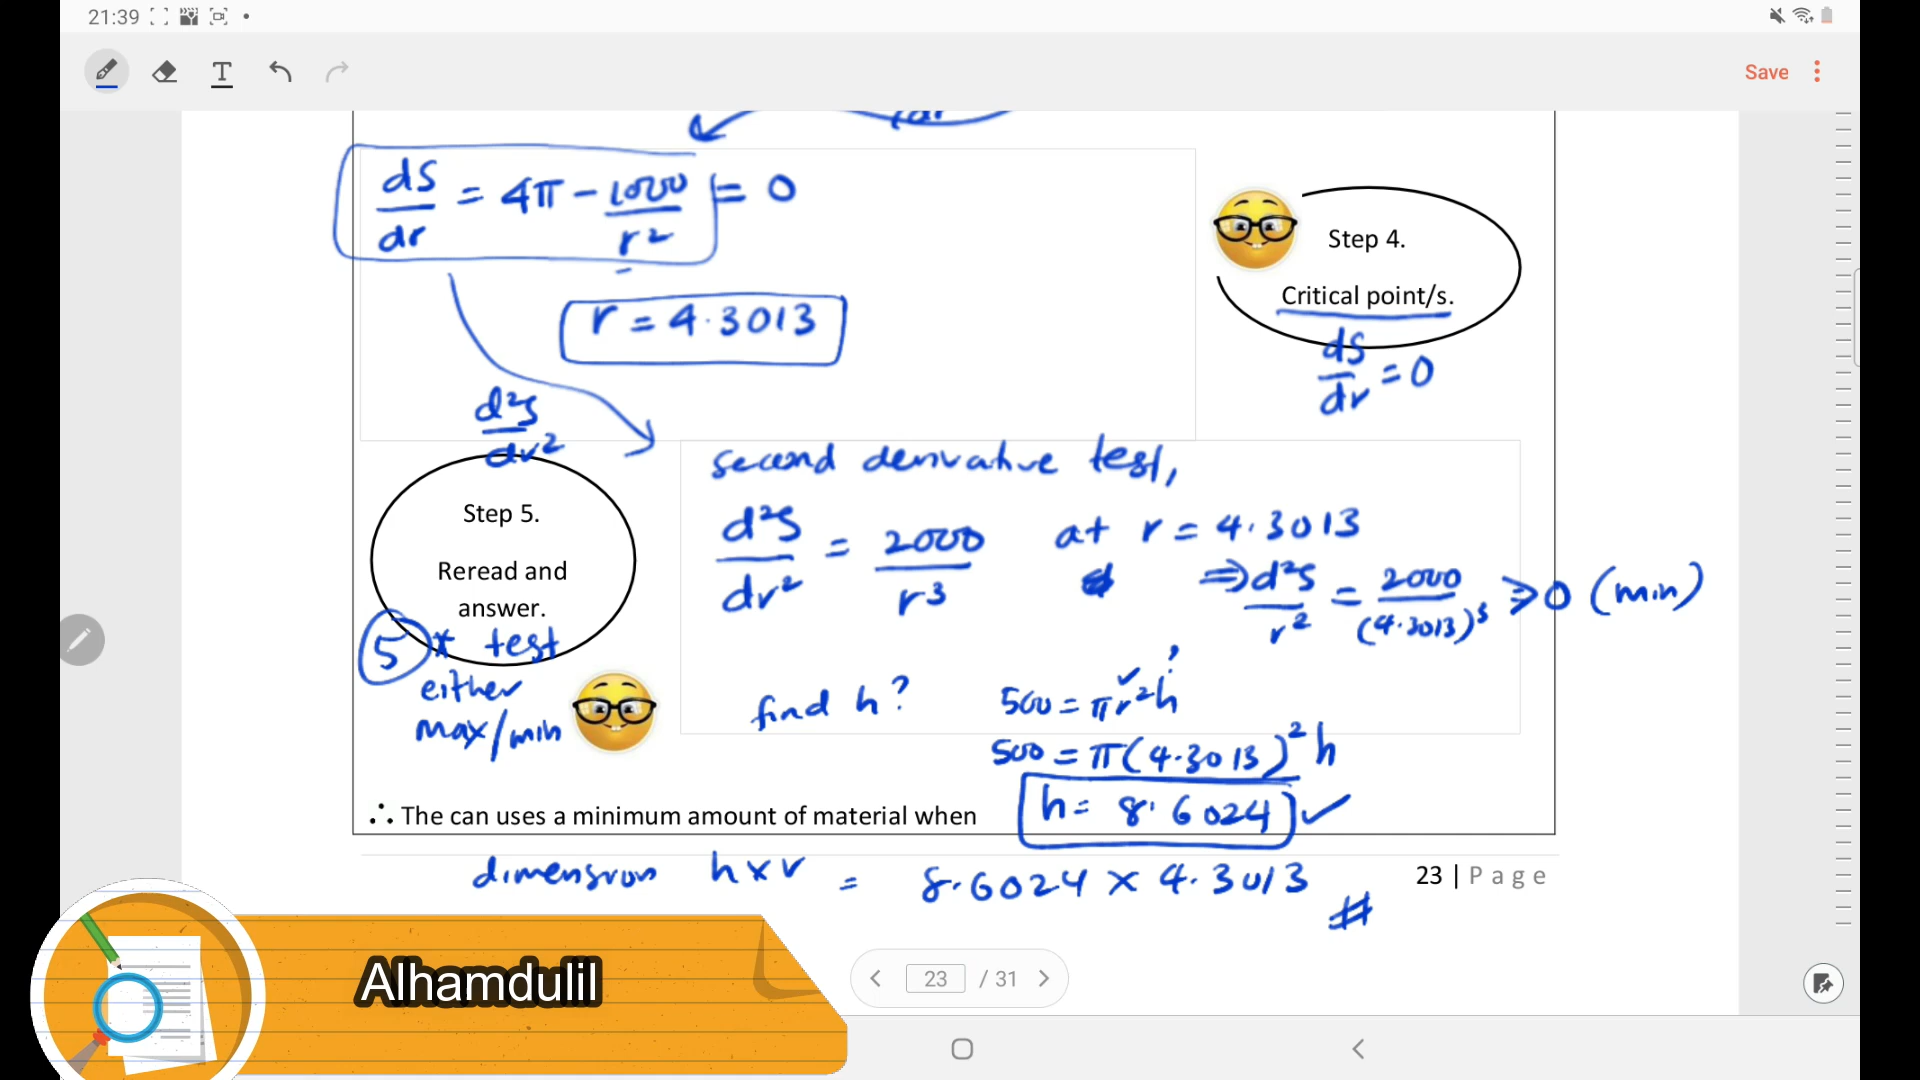 21:39
Save
dS/dr = 4π - 1000/r² = 0
r = 4.3013
Step 4.
Critical point/s.
dS/dr = 0
d²S/dr²
second derivative test,
d²S/dr² = 2000/r³ at r = 4.3013
⇒ d²S/r² = 2000/(4.3013)³ > 0 (min)
Step 5.
Reread and
answer.
5 * test
either
max/min
find h? 500 = πr²h
?
500 = π(4.3013)² h
h = 8.6024 ✓
∴ The can uses a minimum amount of material when
dimension h x r = 8.6024 x 4.3013 #
23 | Page
Alhamdulil
23 / 31